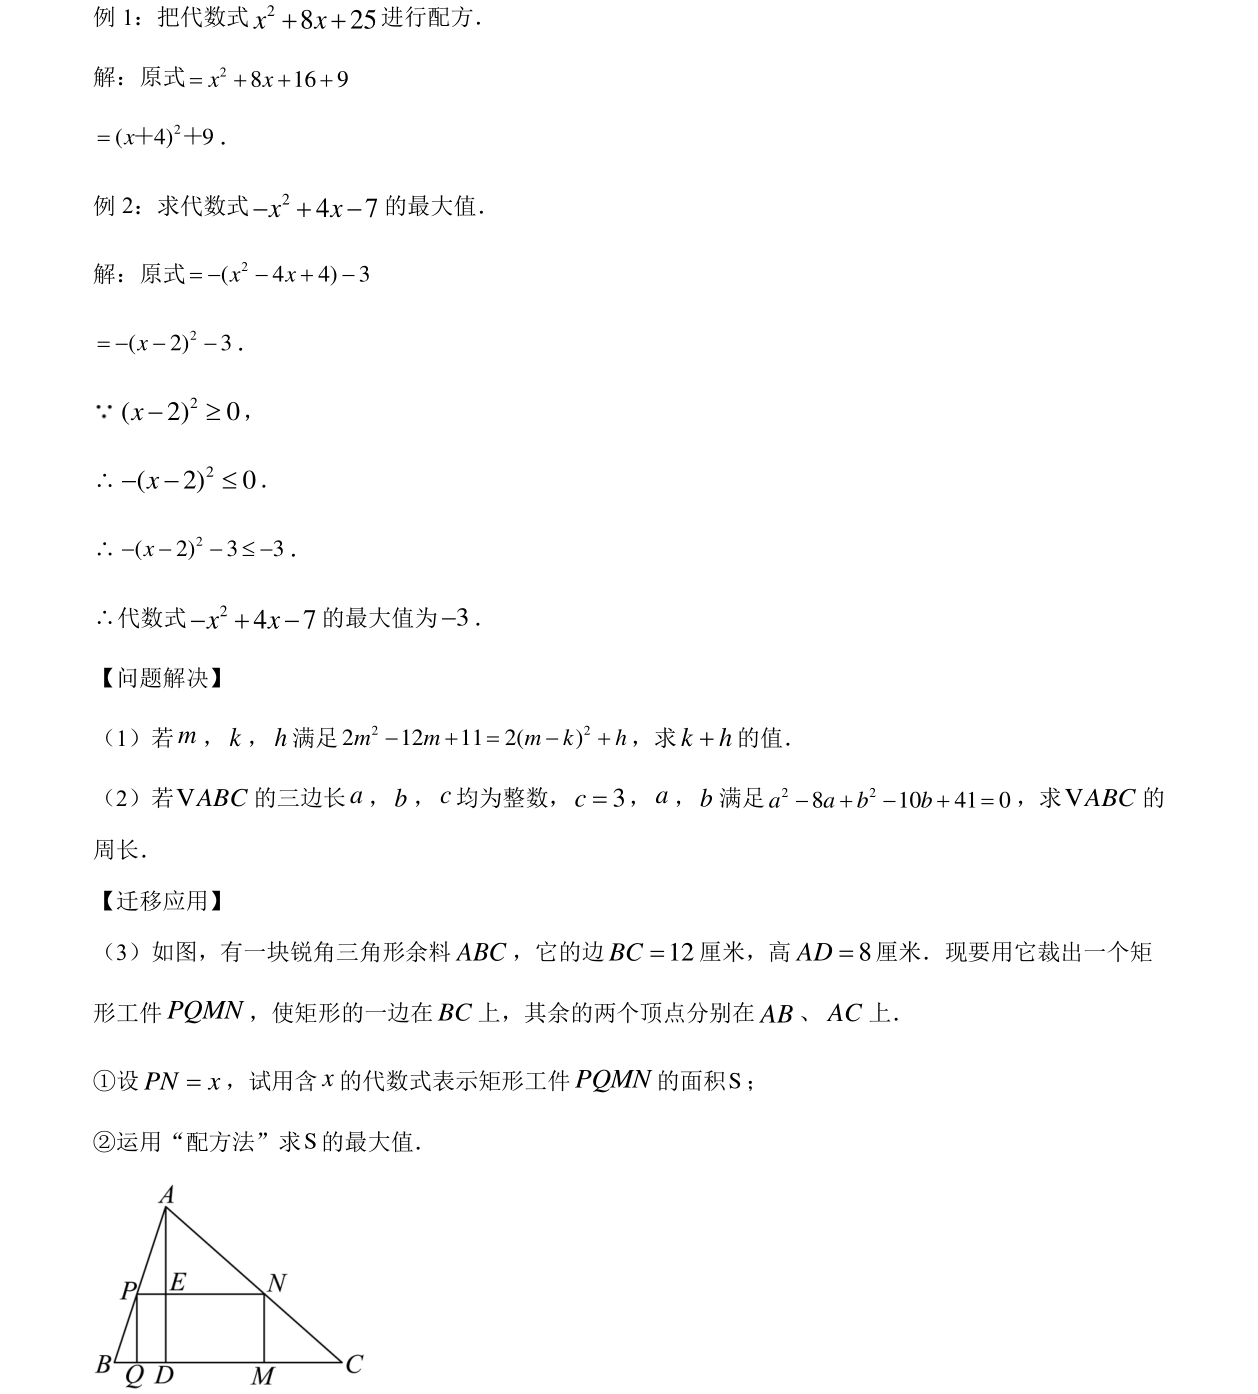 例 1：把代数式 x² +8x+25 进行配方．
解：原式 = x² +8x+16+9
= (x+4)²+9．
例 2：求代数式 −x² +4x−7 的最大值．
解：原式 = −(x² − 4x+ 4) − 3
= −(x − 2)² − 3．
∵ (x−2)² ≥ 0，
∴ −(x−2)² ≤ 0．
∴ −(x − 2)² − 3 ≤ −3．
∴代数式 −x² +4x−7 的最大值为 −3．
【问题解决】
（1）若 m，k，h 满足 2m² −12m+11= 2(m−k)² +h，求 k+h 的值．
（2）若VABC 的三边长 a，b，c 均为整数，c = 3，a，b 满足 a² −8a+b² −10b+41=0，求VABC 的
周长．
【迁移应用】
（3）如图，有一块锐角三角形余料 ABC，它的边 BC =12 厘米，高 AD =8 厘米．现要用它裁出一个矩
形工件 PQMN，使矩形的一边在 BC 上，其余的两个顶点分别在 AB、AC 上．
①设 PN = x，试用含 x 的代数式表示矩形工件 PQMN 的面积S；
②运用“配方法”求S 的最大值．
A
P E N
B Q D M C